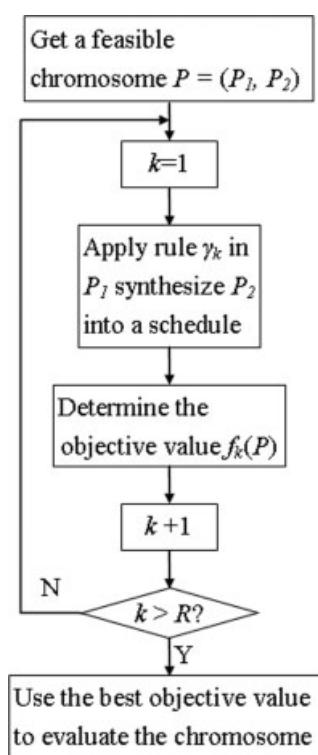 Get a feasible
chromosome P = (P₁, P₂)
k=1
Apply rule γₖ in
P₁ synthesize P₂
into a schedule
Determine the
objective value fₖ(P)
k +1
N
k > R?
Y
Use the best objective value
to evaluate the chromosome